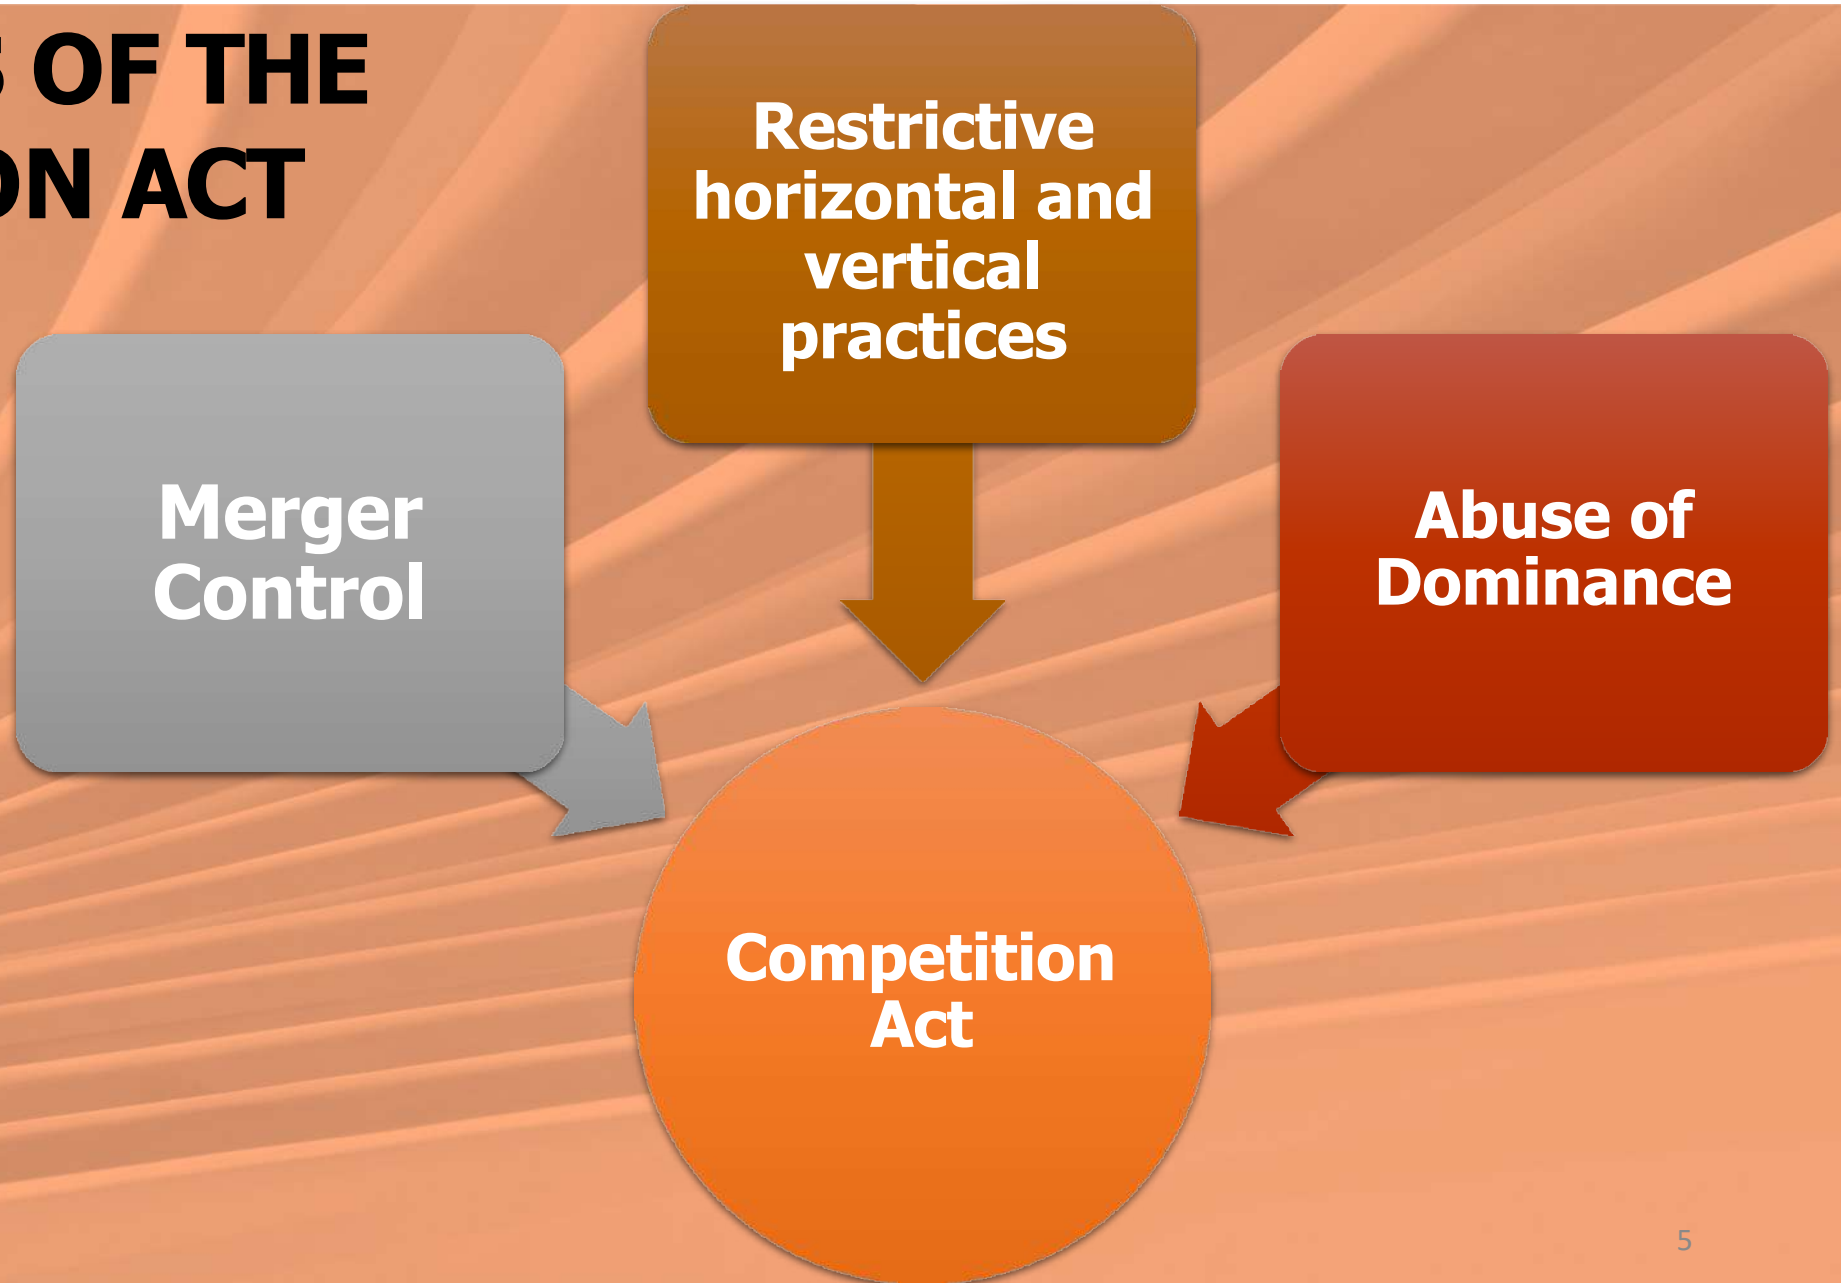 S OF THE
ON ACT
Restrictive
horizontal and
vertical
practices
Merger
Control
Abuse of
Dominance
Competition
Act
5